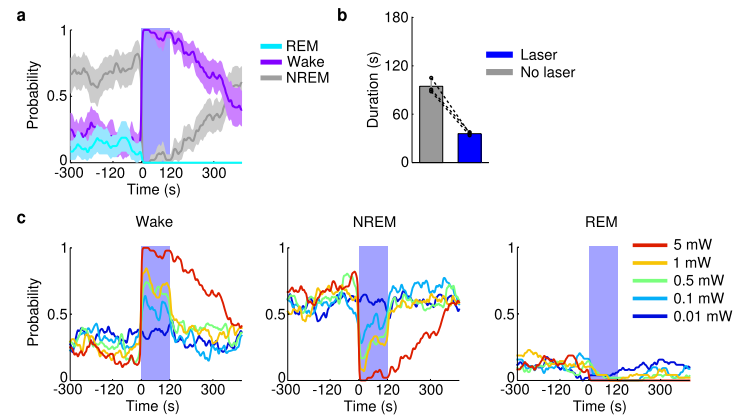 a
Probability
1
0.5
0
-300
-120
0
120
300
Time (s)
REM
Wake
NREM
b
Duration (s)
180
120
60
0
Laser
No laser
c
Wake
Probability
1
0.5
0
-300
-120
0
120
300
Time (s)
NREM
1
0.5
0
-300
-120
0
120
300
Time (s)
REM
1
0.5
0
-300
-120
0
120
300
Time (s)
5 mW
1 mW
0.5 mW
0.1 mW
0.01 mW